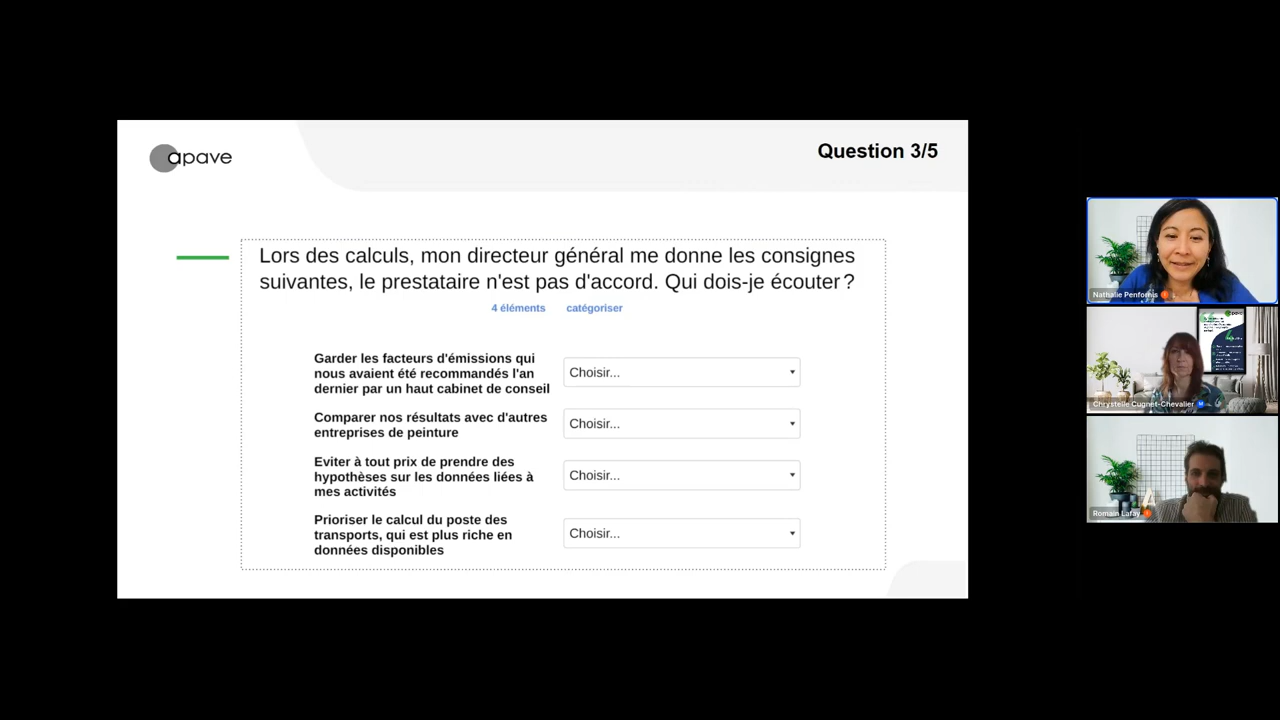 apave
Question 3/5
Lors des calculs, mon directeur général me donne les consignes
suivantes, le prestataire n'est pas d'accord. Qui dois-je écouter ?
4 éléments catégoriser
Garder les facteurs d'émissions qui
nous avaient été recommandés l'an
dernier par un haut cabinet de conseil
Choisir...
Comparer nos résultats avec d'autres
entreprises de peinture
Choisir...
Eviter à tout prix de prendre des
hypothèses sur les données liées à
mes activités
Choisir...
Prioriser le calcul du poste des
transports, qui est plus riche en
données disponibles
Choisir...
Nathalie Penfornis
apave
Chrystelle Cugnet-Chevalier
Romain Lafay